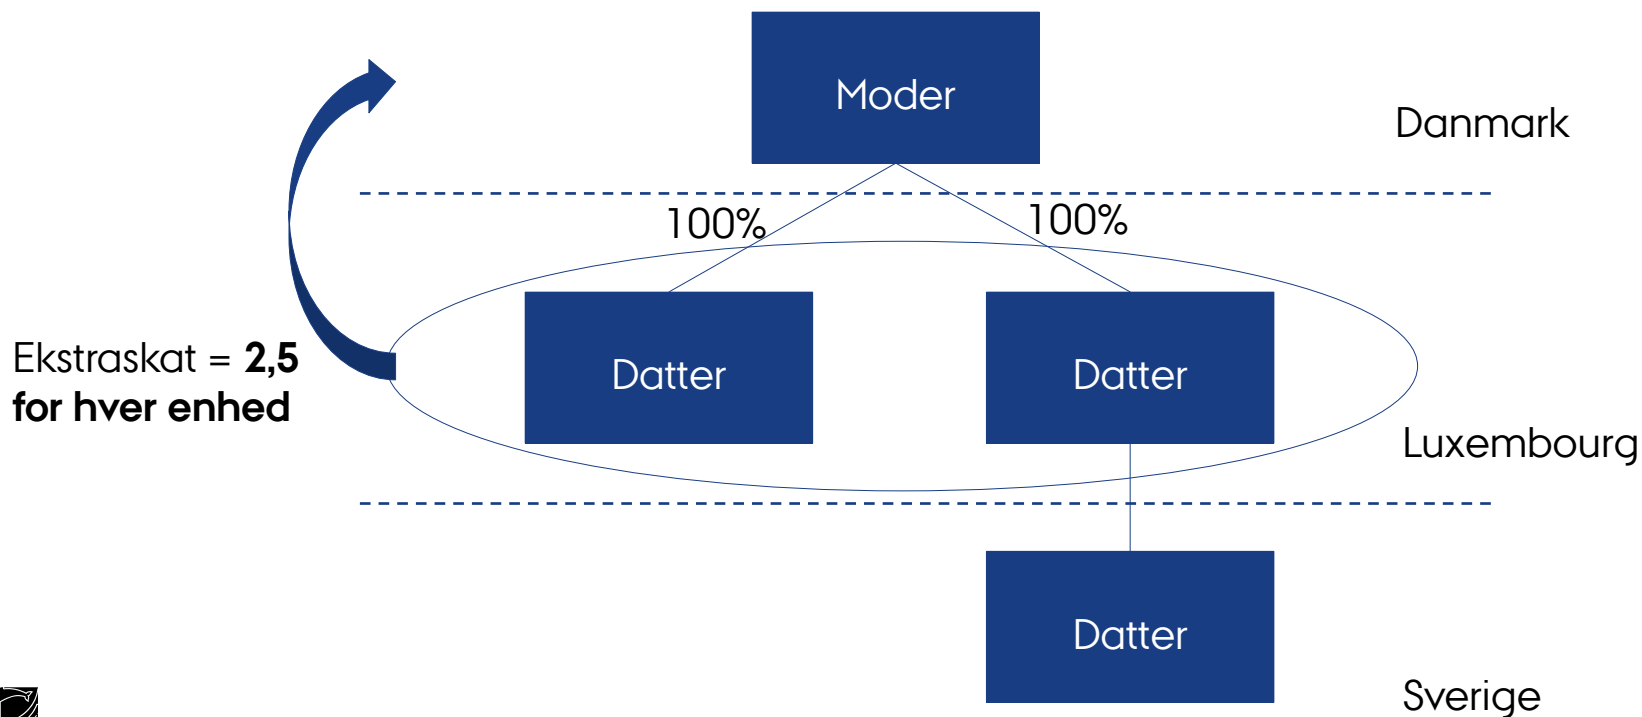 Moder
Danmark
100%
100%
Ekstraskat = 2,5
for hver enhed
Datter
Datter
Luxembourg
Datter
Sverige